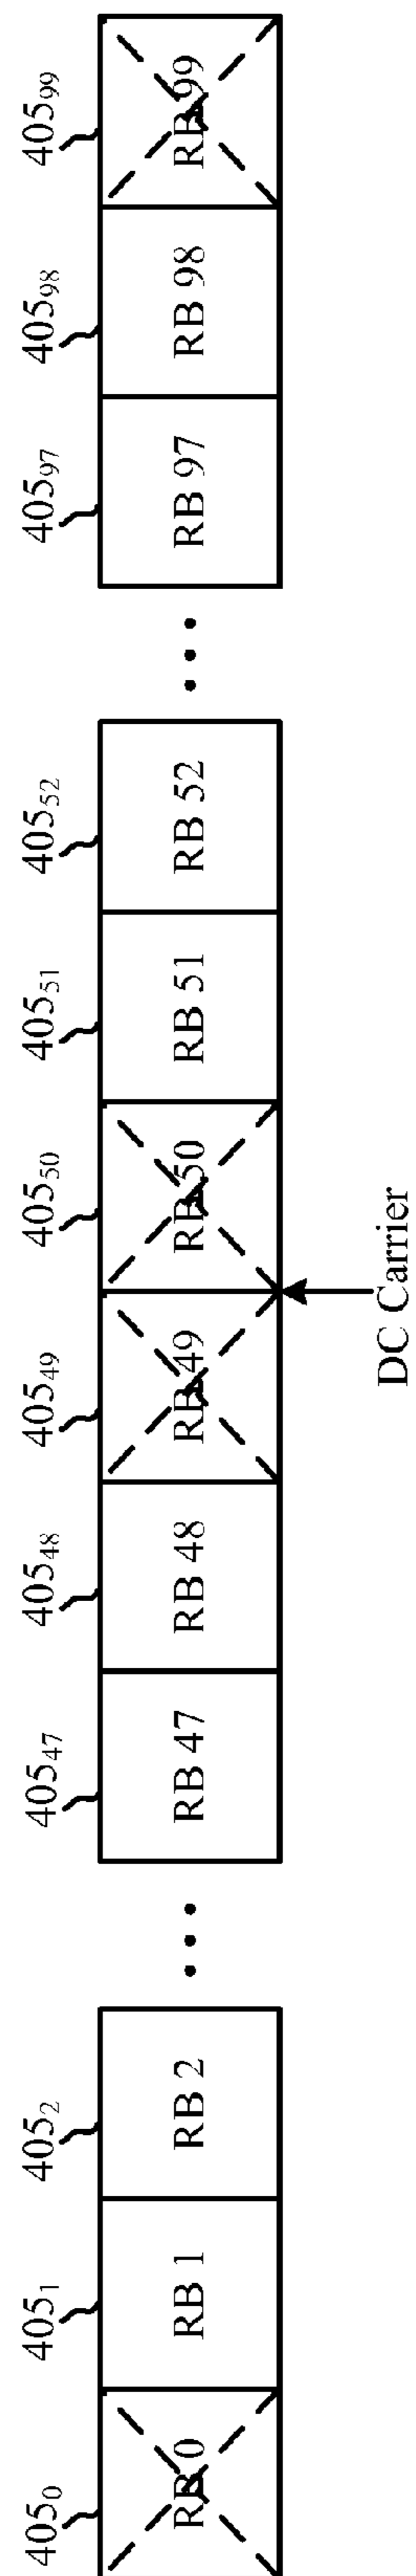 405₀ 405₁ 405₂ 405₄₇ 405₄₈ 405₄₉ 405₅₀ 405₅₁ 405₅₂ 405₉₇ 405₉₈ 405₉₉
RB 0 RB 1 RB 2 ... RB 47 RB 48 RB 49 RB 50 RB 51 RB 52 ... RB 97 RB 98 RB 99
DC Carrier